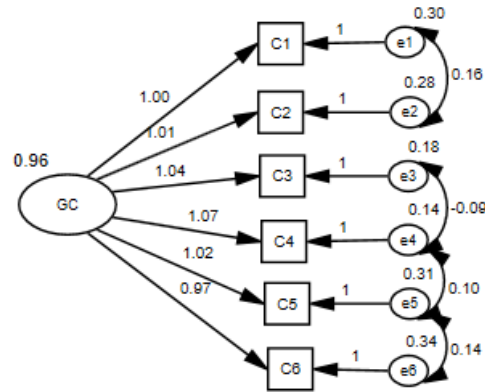 0.30
C1 1 e1
1.00 0.16
0.28
C2 1 e2
1.01
0.96 0.18
C3 1 e3
1.04
GC 0.14 -0.09
1.07 C4 1 e4
1.02 0.31 0.10
C5 1 e5
0.97
0.34 0.14
C6 1 e6